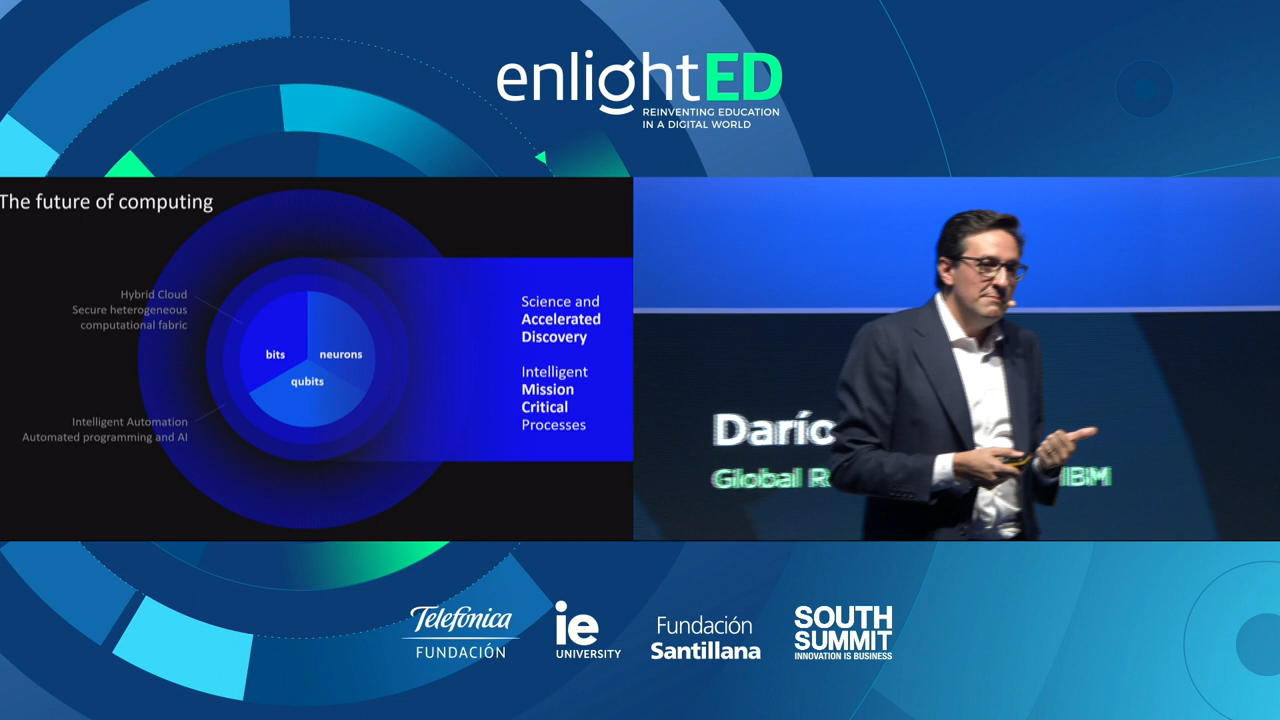 enlightED
REINVENTING EDUCATION
IN A DIGITAL WORLD
The future of computing
Hybrid Cloud
Secure heterogeneous
computational fabric
Intelligent Automation
Automated programming and AI
bits
neurons
qubits
Science and
Accelerated
Discovery
Intelligent
Mission
Critical
Processes
Global
IBM
Telefónica
FUNDACIÓN
ie
UNIVERSITY
Fundación
Santillana
SOUTH
SUMMIT
INNOVATION IS BUSINESS